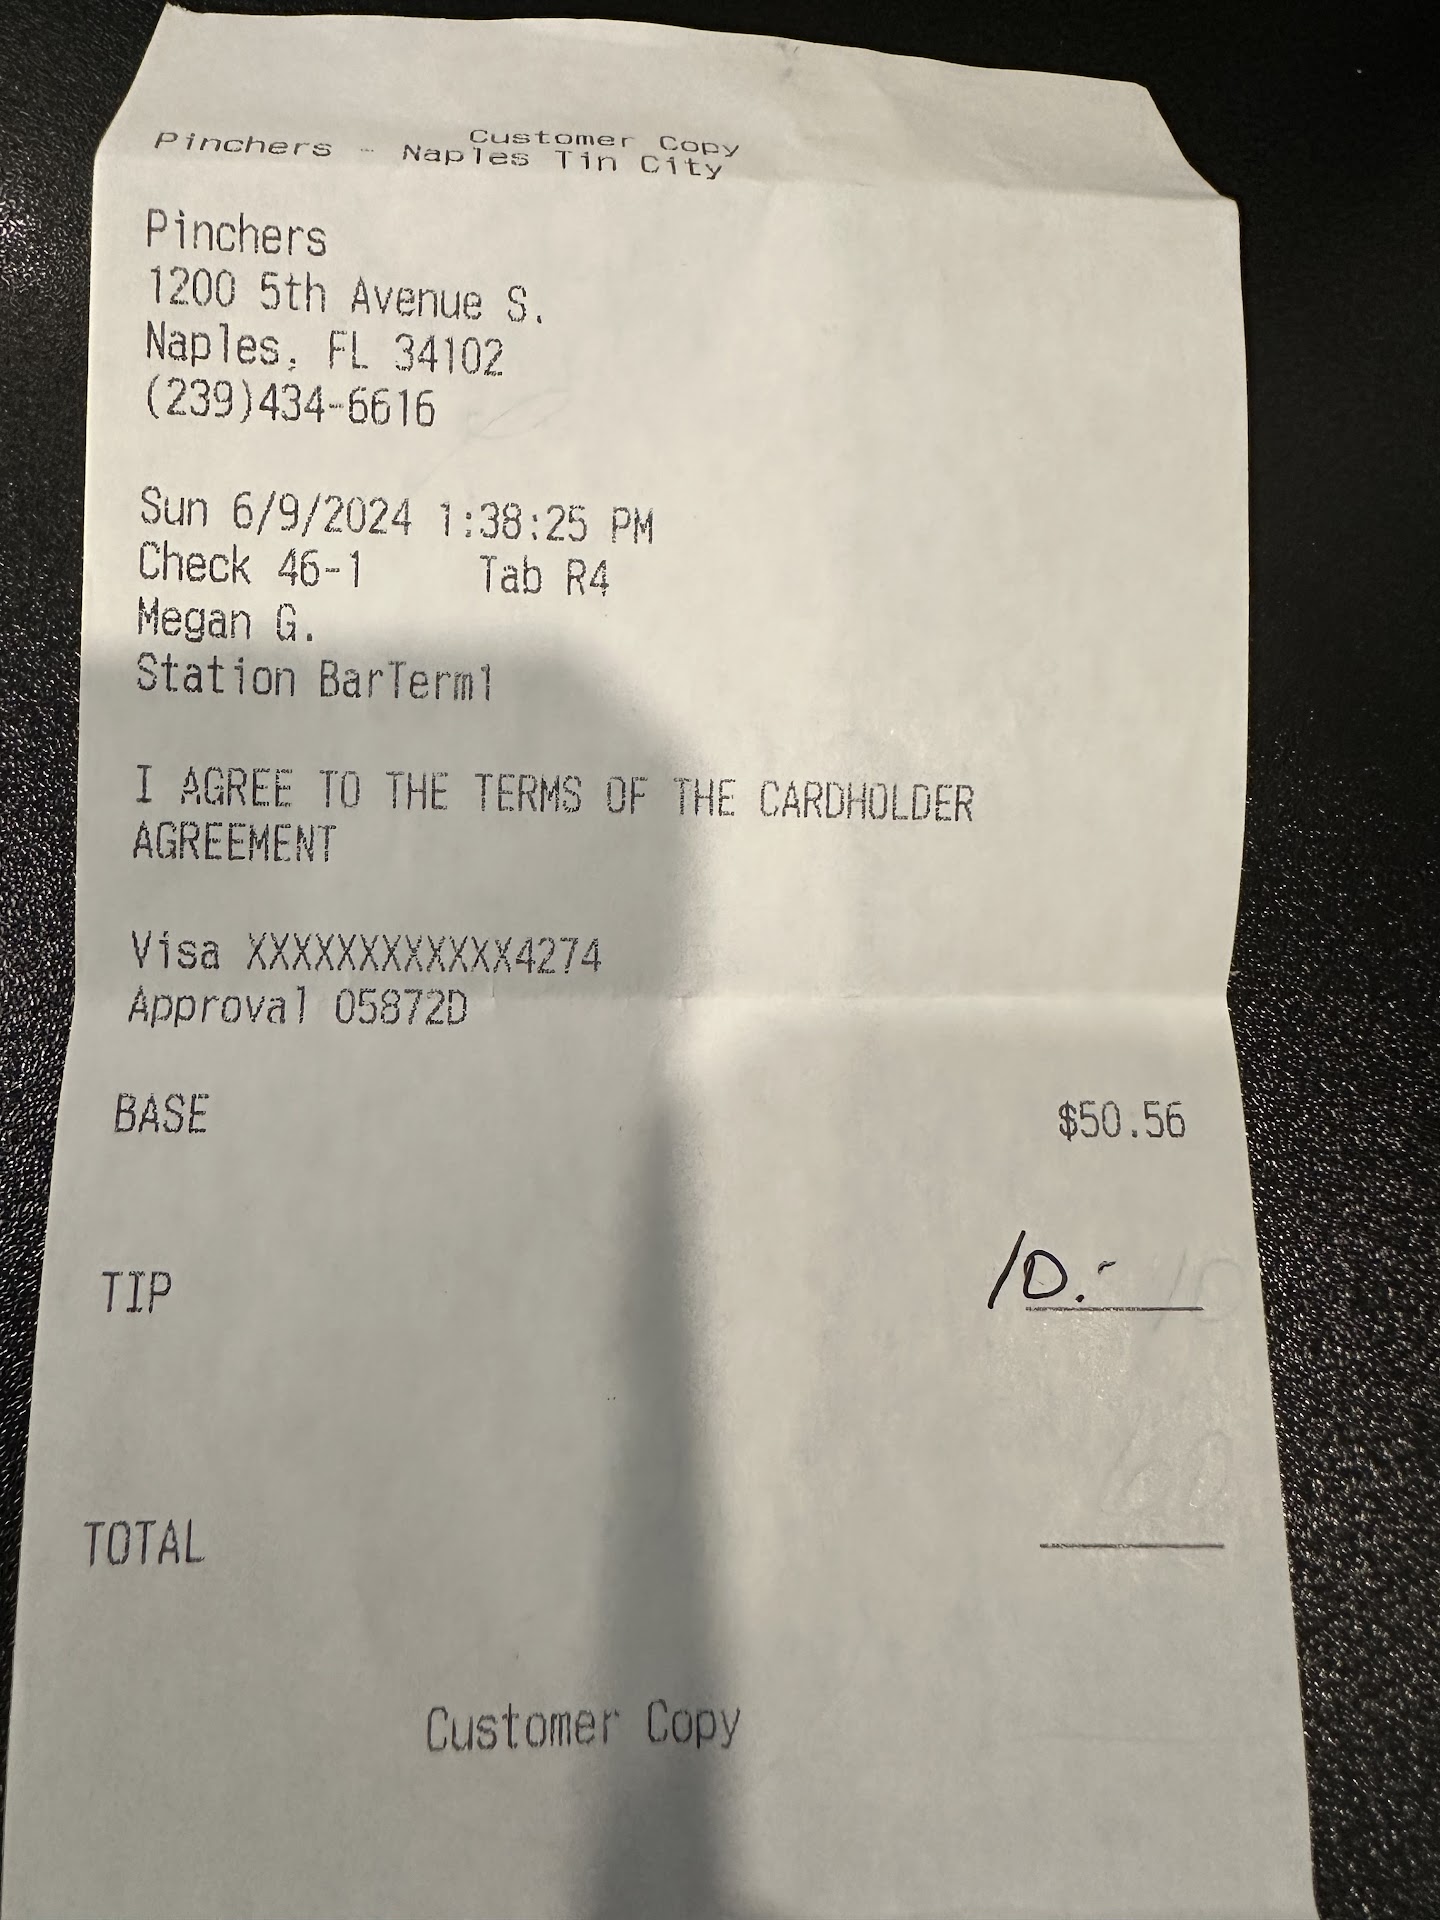 Customer Copy
Pinchers - Naples Tin City
Pinchers
1200 5th Avenue S.
Naples, FL 34102
(239)434-6616
Sun 6/9/2024 1:38:25 PM
Check 46-1 Tab R4
Megan G.
Station BarTerm1
I AGREE TO THE TERMS OF THE CARDHOLDER
AGREEMENT
Visa XXXXXXXXXXXX4274
Approval 05872D
BASE $50.56
TIP 10.-
TOTAL
Customer Copy